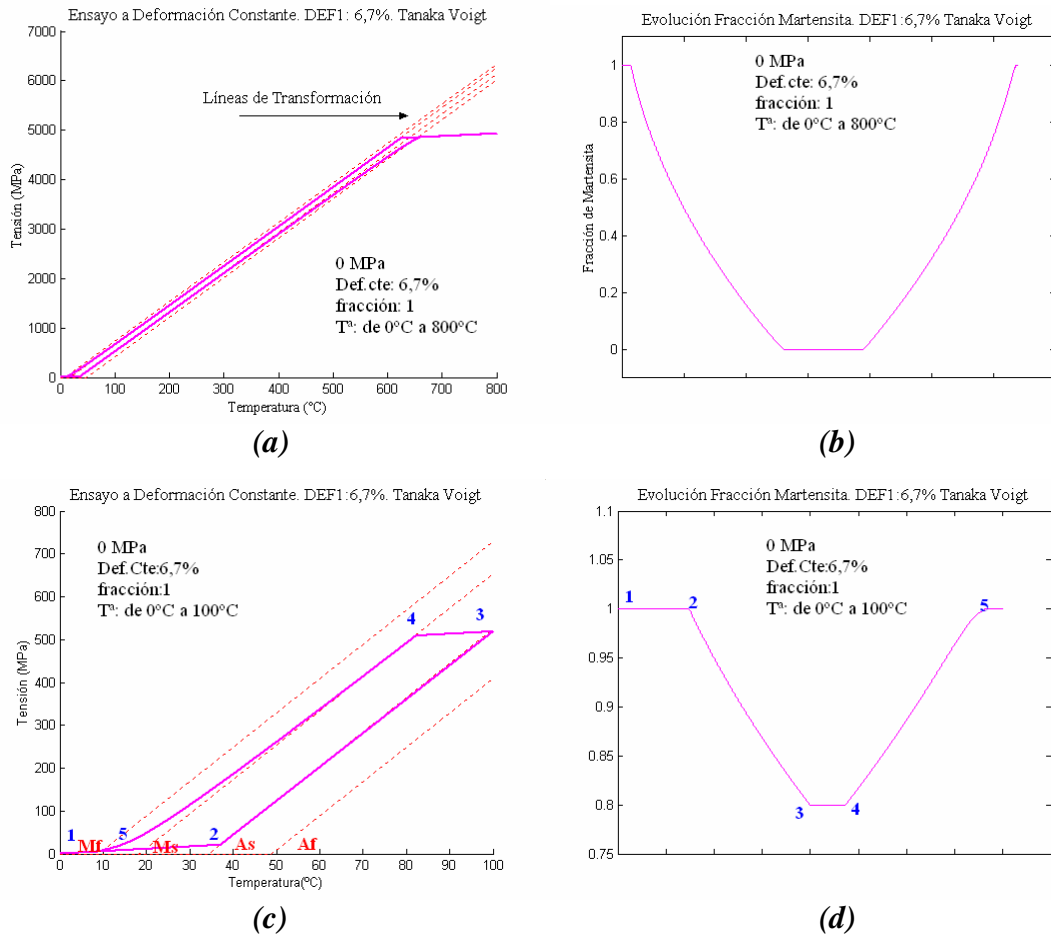 Ensayo a Deformación Constante. DEF1: 6,7%. Tanaka Voigt
7000
6000
5000
4000
3000
2000
1000
0
Tensión (MPa)
Líneas de Transformación
0 MPa
Def.cte: 6,7%
fracción: 1
Tª: de 0°C a 800°C
0 100 200 300 400 500 600 700 800
Temperatura (°C)
(a)
Evolución Fracción Martensita. DEF1:6,7% Tanaka Voigt
1
0.8
0.6
0.4
0.2
0
Fracción de Martensita
0 MPa
Def.cte: 6,7%
fracción: 1
Tª: de 0°C a 800°C
(b)
Ensayo a Deformación Constante. DEF1:6,7%. Tanaka Voigt
800
700
600
500
400
300
200
100
0
Tensión (MPa)
0 MPa
Def.Cte:6,7%
fracción:1
Tª: de 0°C a 100°C
4 3
1 5 2
Mf Ms As Af
0 10 20 30 40 50 60 70 80 90 100
Temperatura(ºC)
(c)
Evolución Fracción Martensita. DEF1:6,7% Tanaka Voigt
1.1
1.05
1
0.95
0.9
0.85
0.8
0.75
0 MPa
Def.Cte:6,7%
fracción:1
Tª: de 0°C a 100°C
1 2 5
3 4
(d)